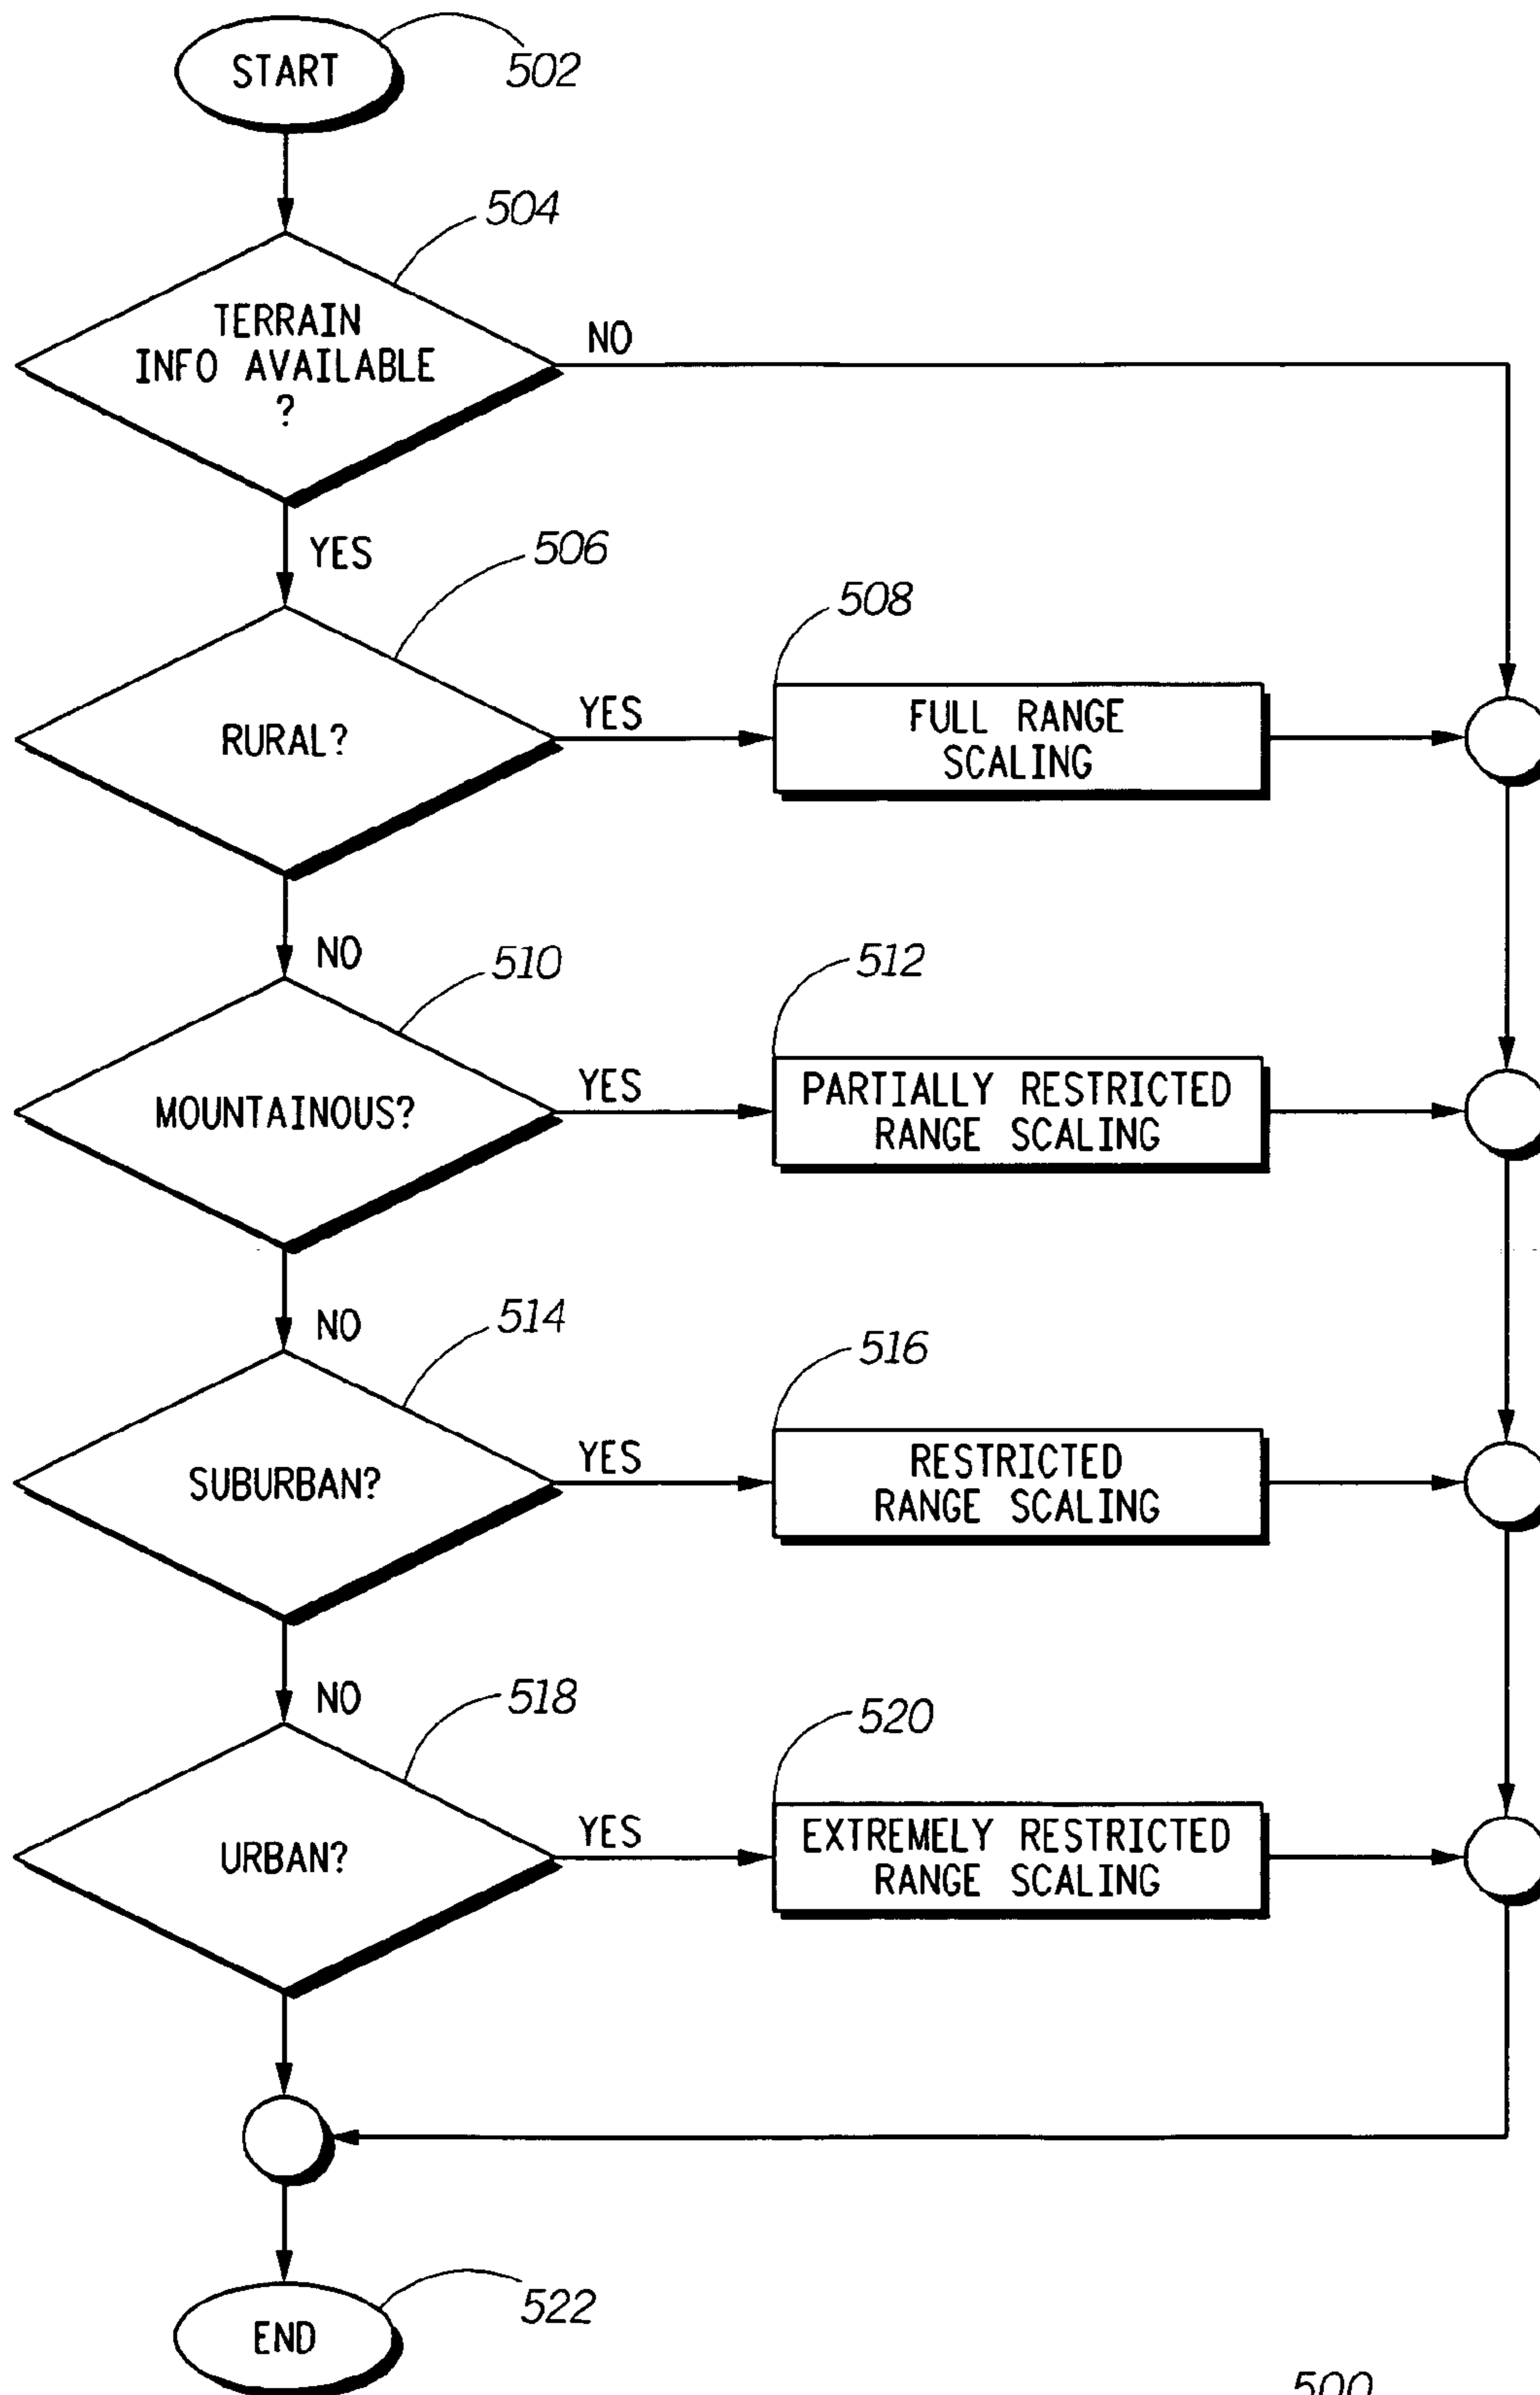 START
502
504
TERRAIN
INFO AVAILABLE
?
NO
YES
506
508
RURAL?
YES
FULL RANGE
SCALING
NO
510
512
MOUNTAINOUS?
YES
PARTIALLY RESTRICTED
RANGE SCALING
NO
514
516
SUBURBAN?
YES
RESTRICTED
RANGE SCALING
NO
518
520
URBAN?
YES
EXTREMELY RESTRICTED
RANGE SCALING
END
522
500